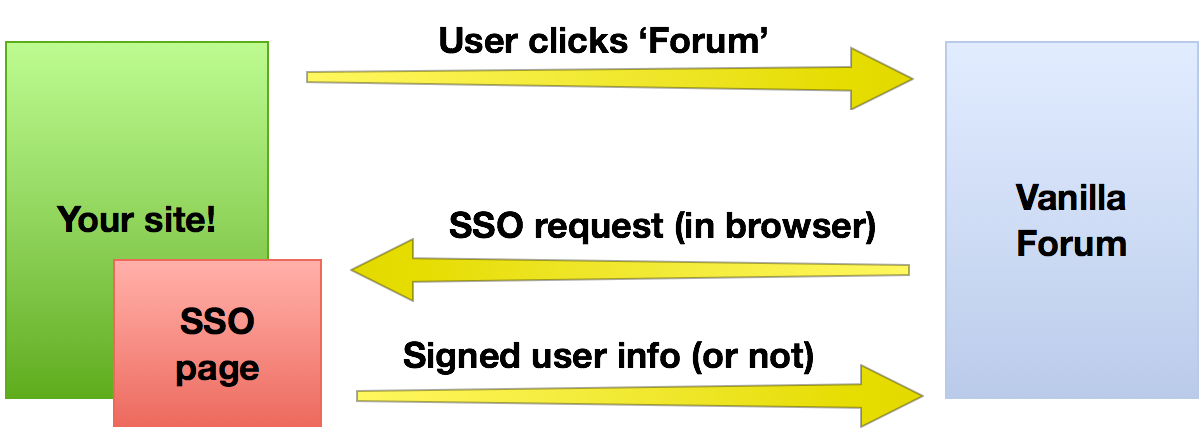 User clicks ‘Forum’
Your site!
Vanilla
Forum
SSO request (in browser)
SSO
page
Signed user info (or not)